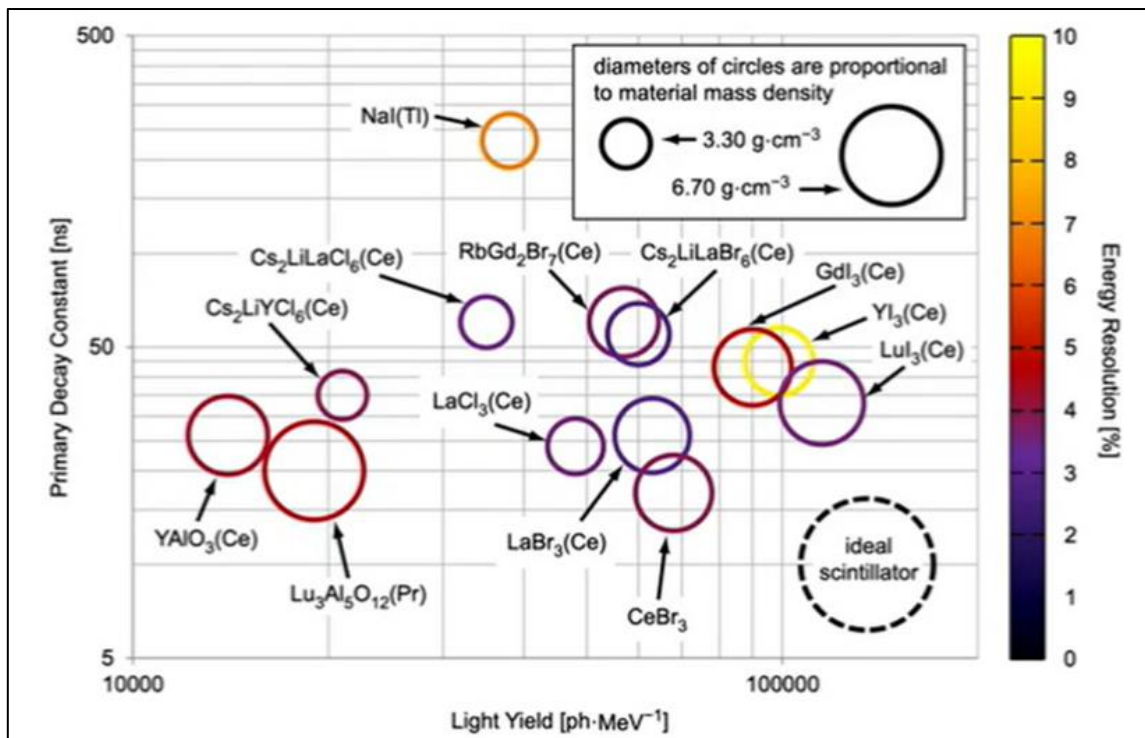 500
50
5
Primary Decay Constant [ns]
10000
100000
Light Yield [ph·MeV⁻¹]
diameters of circles are proportional
to material mass density
3.30 g·cm⁻³
6.70 g·cm⁻³
NaI(Tl)
Cs₂LiLaCl₆(Ce)
RbGd₂Br₇(Ce)
Cs₂LiLaBr₆(Ce)
GdI₃(Ce)
Cs₂LiYCl₆(Ce)
YI₃(Ce)
LuI₃(Ce)
LaCl₃(Ce)
YAlO₃(Ce)
LaBr₃(Ce)
ideal
scintillator
Lu₃Al₅O₁₂(Pr)
CeBr₃
10
9
8
7
6
5
4
3
2
1
0
Energy Resolution [%]